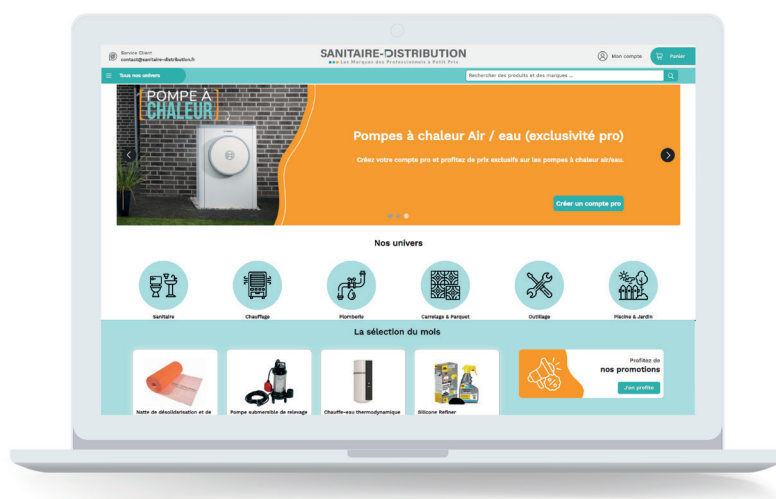 Service Client
contact@sanitaire-distribution.fr
SANITAIRE-DISTRIBUTION
Les Marques des Professionnels à Petit Prix
Mon compte
Panier
Tous nos univers
Rechercher des produits et des marques ...
POMPE À
CHALEUR
Pompes à chaleur Air / eau (exclusivité pro)
Créez votre compte pro et profitez de prix exclusifs sur les pompes à chaleur air/eau.
Créer un compte pro
Nos univers
Sanitaire
Chauffage
Plomberie
Carrelage & Parquet
Outillage
Piscine & Jardin
La sélection du mois
Profitez de
nos promotions
J'en profite
Natte de désolidarisation et de
Pompe submersible de relevage
Chauffe-eau thermodynamique
Silicone Refiner